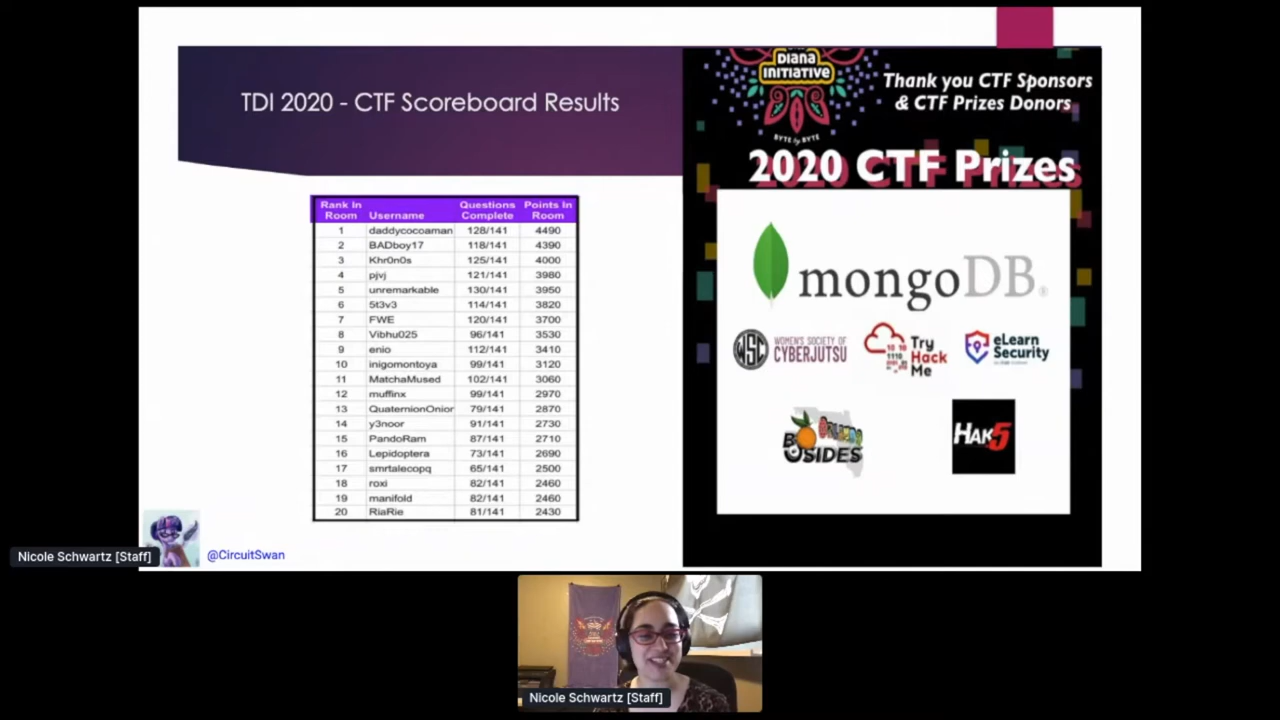 TDI 2020 - CTF Scoreboard Results
Rank In Room Username Questions Complete Points In Room
1 daddycocoaman 128/141 4490
2 BADboy17 118/141 4390
3 Khr0n0s 125/141 4000
4 pjvj 121/141 3980
5 unremarkable 130/141 3950
6 5t3v3 114/141 3820
7 FWE 120/141 3700
8 Vibhu025 96/141 3530
9 enio 112/141 3410
10 inigomontoya 99/141 3120
11 MatchaMused 102/141 3060
12 muffinx 99/141 2970
13 QuaternionOnior 79/141 2870
14 y3noor 91/141 2730
15 PandoRam 87/141 2710
16 Lepidoptera 73/141 2690
17 smrtalecopq 65/141 2500
18 roxi 82/141 2460
19 manifold 82/141 2460
20 RiaRie 81/141 2430
Diana
INITIATIVE
BYTE by BYTE
Thank you CTF Sponsors
& CTF Prizes Donors
2020 CTF Prizes
mongoDB®
WSC WOMEN'S SOCIETY OF
CYBERJUTSU
Try
Hack
Me
eLearn
Security
ORLANDO
BSIDES
HAK5
Nicole Schwartz [Staff]
@CircuitSwan
Nicole Schwartz [Staff]